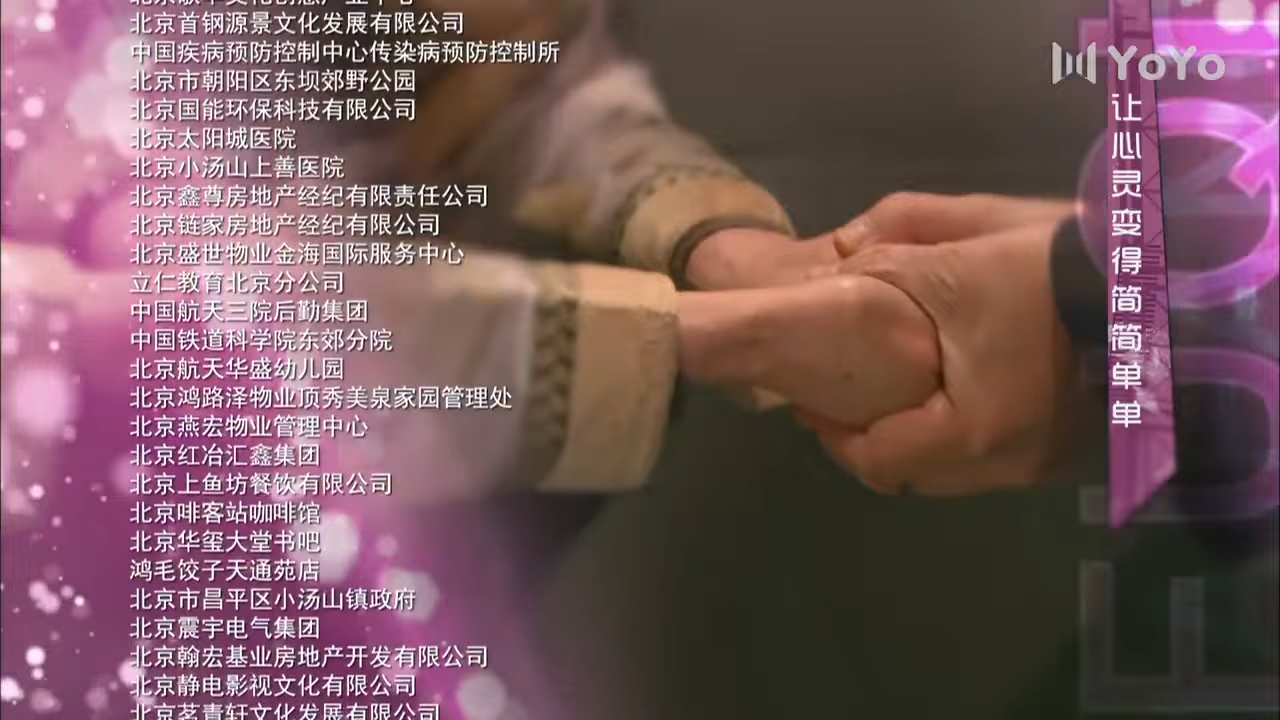 北京首钢源景文化发展有限公司
中国疾病预防控制中心传染病预防控制所
北京市朝阳区东坝郊野公园
北京国能环保科技有限公司
北京太阳城医院
北京小汤山上善医院
北京鑫尊房地产经纪有限责任公司
北京链家房地产经纪有限公司
北京盛世物业金海国际服务中心
立仁教育北京分公司
中国航天三院后勤集团
中国铁道科学院东郊分院
北京航天华盛幼儿园
北京鸿路泽物业顶秀美泉家园管理处
北京燕宏物业管理中心
北京红冶汇鑫集团
北京上鱼坊餐饮有限公司
北京啡客站咖啡馆
北京华玺大堂书吧
鸿毛饺子天通苑店
北京市昌平区小汤山镇政府
北京震宇电气集团
北京翰宏基业房地产开发有限公司
北京静电影视文化有限公司
北京茗青轩文化发展有限公司
YoYo
让心灵变得简简单单